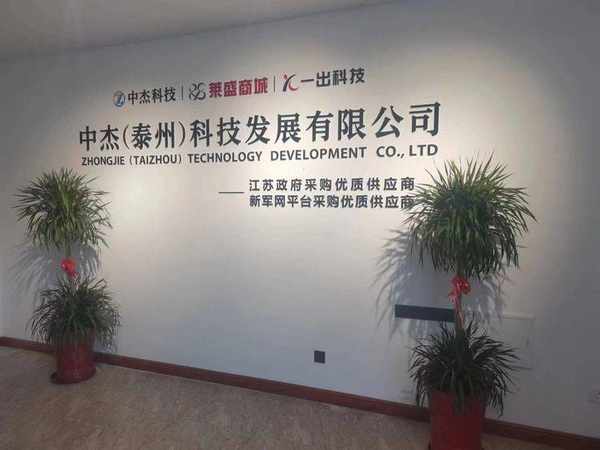 中杰科技 | 莱盛商城 | 一出科技
中杰(泰州)科技发展有限公司
ZHONGJIE (TAIZHOU) TECHNOLOGY DEVELOPMENT CO., LTD
——江苏政府采购优质供应商
新军网平台采购优质供应商